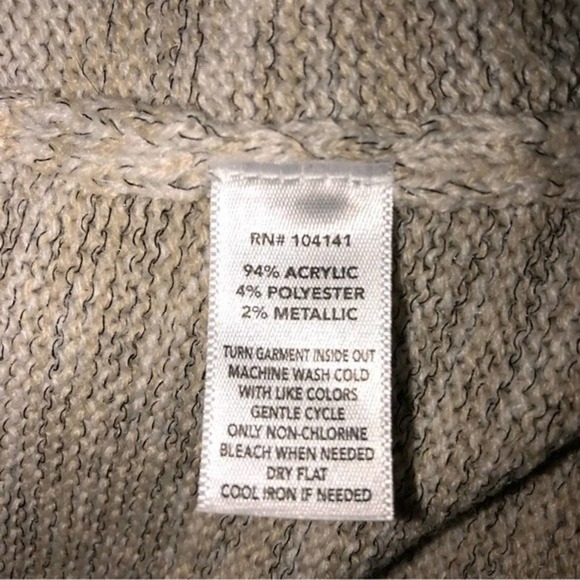 RN# 104141
94% ACRYLIC
4% POLYESTER
2% METALLIC
TURN GARMENT INSIDE OUT
MACHINE WASH COLD
WITH LIKE COLORS
GENTLE CYCLE
ONLY NON-CHLORINE
BLEACH WHEN NEEDED
DRY FLAT
COOL IRON IF NEEDED